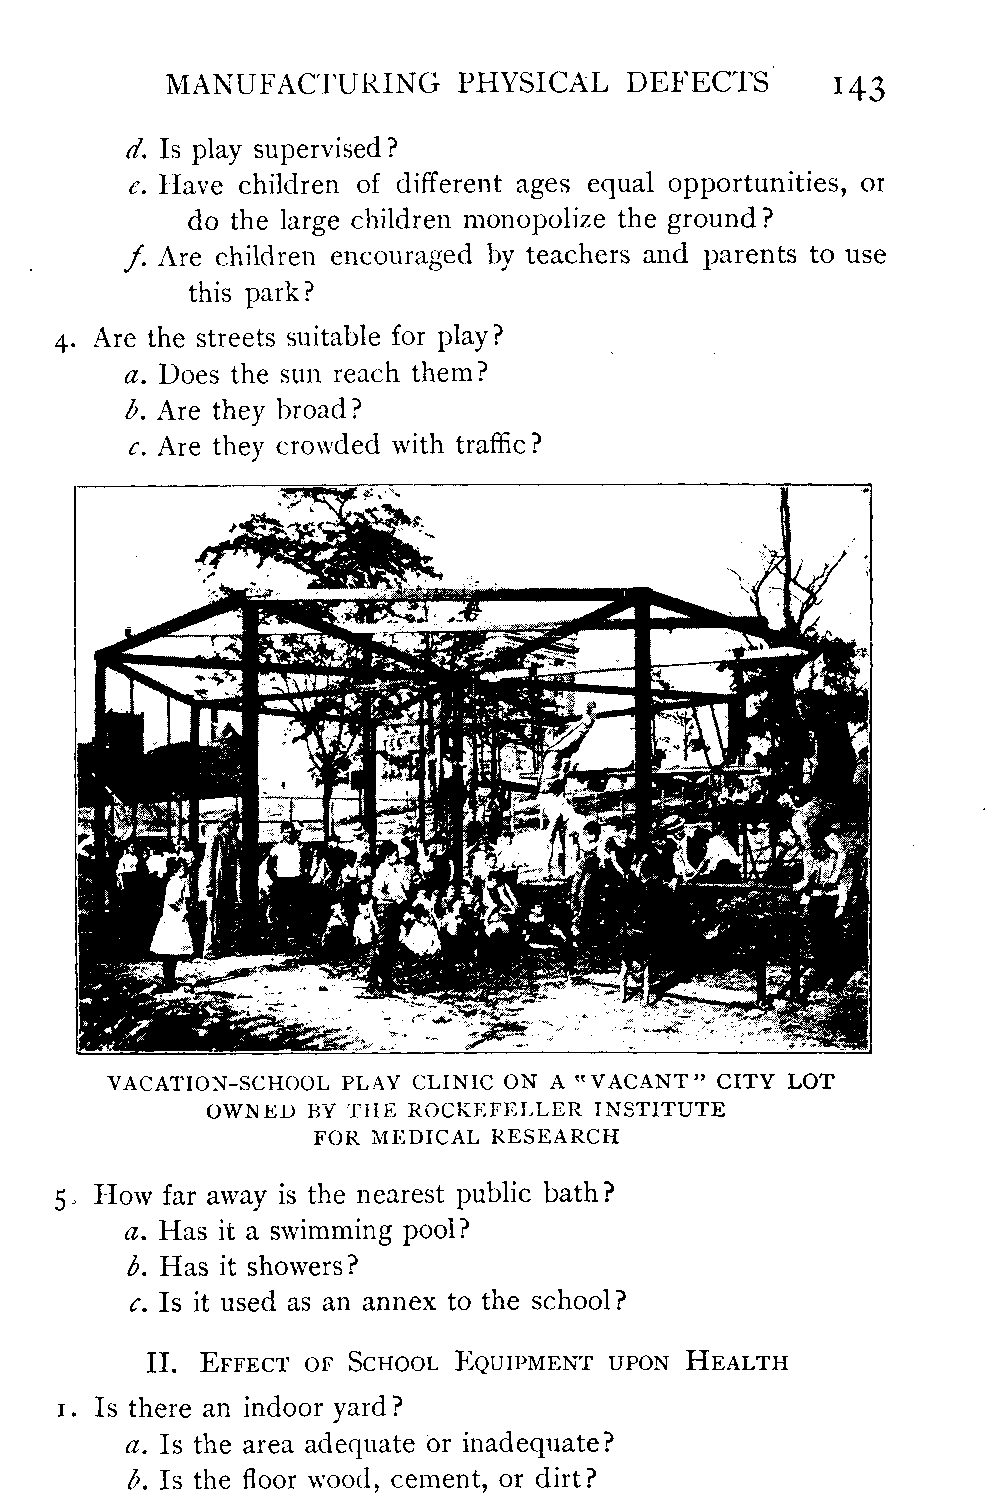 MANUFACTURING PHYSICAL DEFECTS 143
d. Is play supervised?
e. Have children of different ages equal opportunities, or
do the large children monopolize the ground?
f. Are children encouraged by teachers and parents to use
this park?
4. Are the streets suitable for play?
a. Does the sun reach them?
b. Are they broad?
c. Are they crowded with traffic?
VACATION-SCHOOL PLAY CLINIC ON A "VACANT" CITY LOT
OWNED BY THE ROCKEFELLER INSTITUTE
FOR MEDICAL RESEARCH
5. How far away is the nearest public bath?
a. Has it a swimming pool?
b. Has it showers?
c. Is it used as an annex to the school?
II. EFFECT OF SCHOOL EQUIPMENT UPON HEALTH
1. Is there an indoor yard?
a. Is the area adequate or inadequate?
b. Is the floor wood, cement, or dirt?